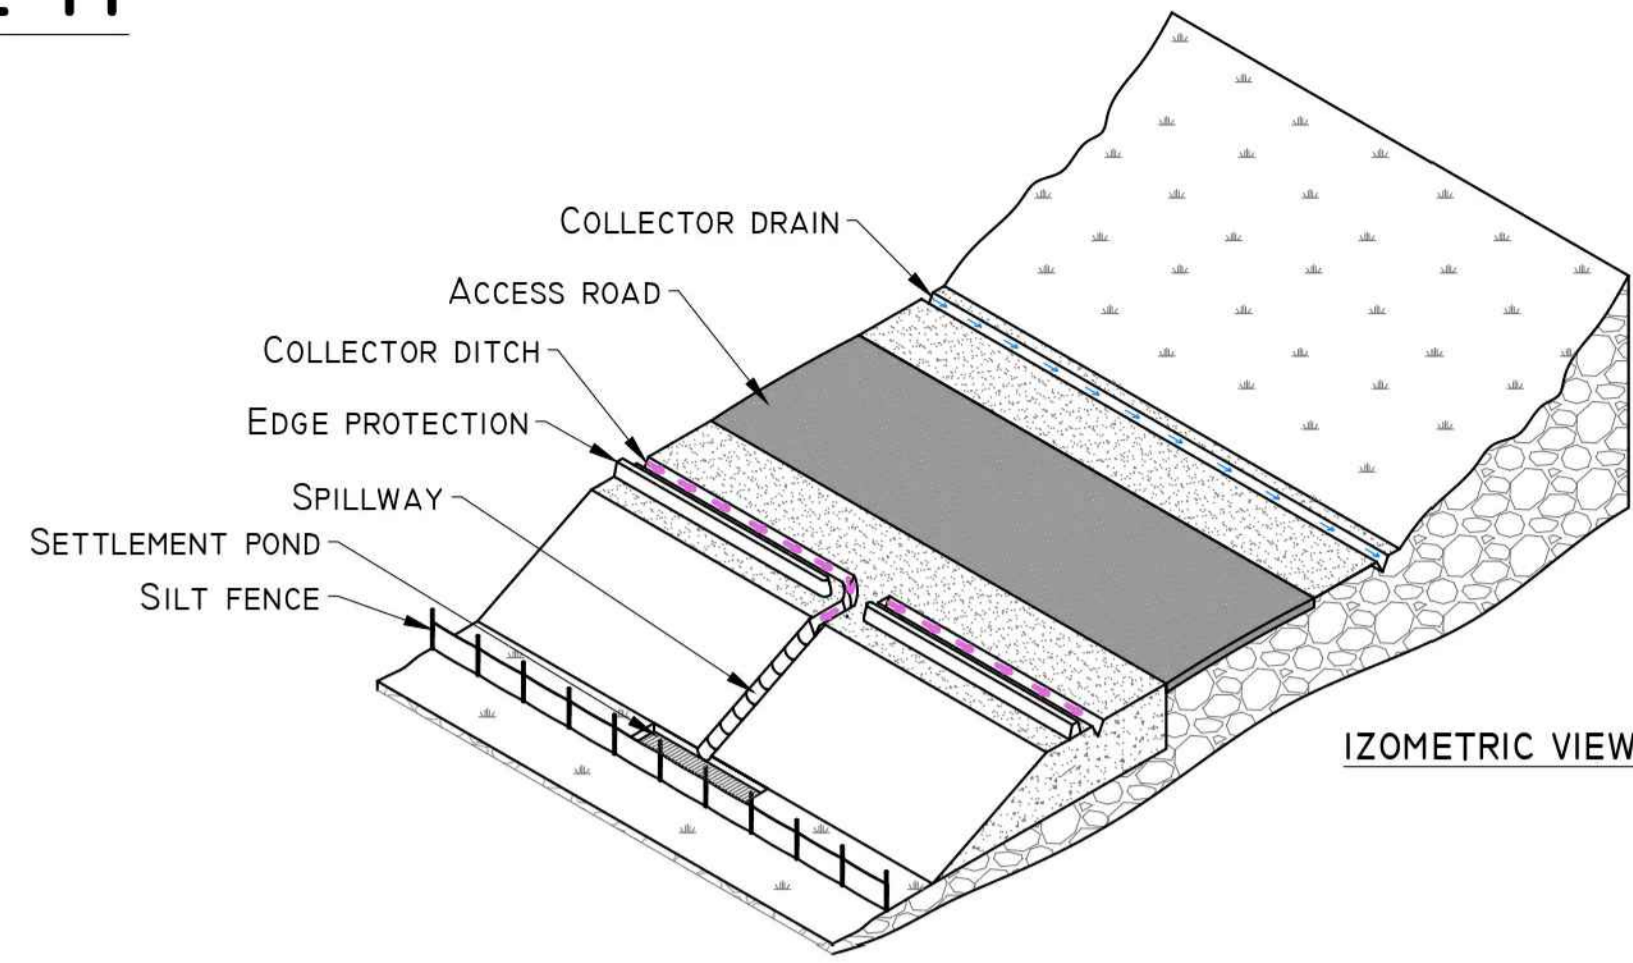 COLLECTOR DRAIN
ACCESS ROAD
COLLECTOR DITCH
EDGE PROTECTION
SPILLWAY
SETTLEMENT POND
SILT FENCE
IZOMETRIC VIEW